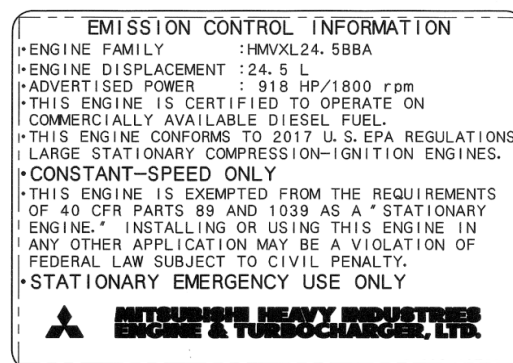 EMISSION CONTROL INFORMATION
•ENGINE FAMILY :HMVXL24.5BBA
•ENGINE DISPLACEMENT :24.5 L
•ADVERTISED POWER : 918 HP/1800 rpm
•THIS ENGINE IS CERTIFIED TO OPERATE ON
COMMERCIALLY AVAILABLE DIESEL FUEL.
•THIS ENGINE CONFORMS TO 2017 U.S.EPA REGULATIONS
LARGE STATIONARY COMPRESSION–IGNITION ENGINES.
•CONSTANT–SPEED ONLY
•THIS ENGINE IS EXEMPTED FROM THE REQUIREMENTS
OF 40 CFR PARTS 89 AND 1039 AS A "STATIONARY
ENGINE." INSTALLING OR USING THIS ENGINE IN
ANY OTHER APPLICATION MAY BE A VIOLATION OF
FEDERAL LAW SUBJECT TO CIVIL PENALTY.
•STATIONARY EMERGENCY USE ONLY
MITSUBISHI HEAVY INDUSTRIES
ENGINE & TURBOCHARGER, LTD.